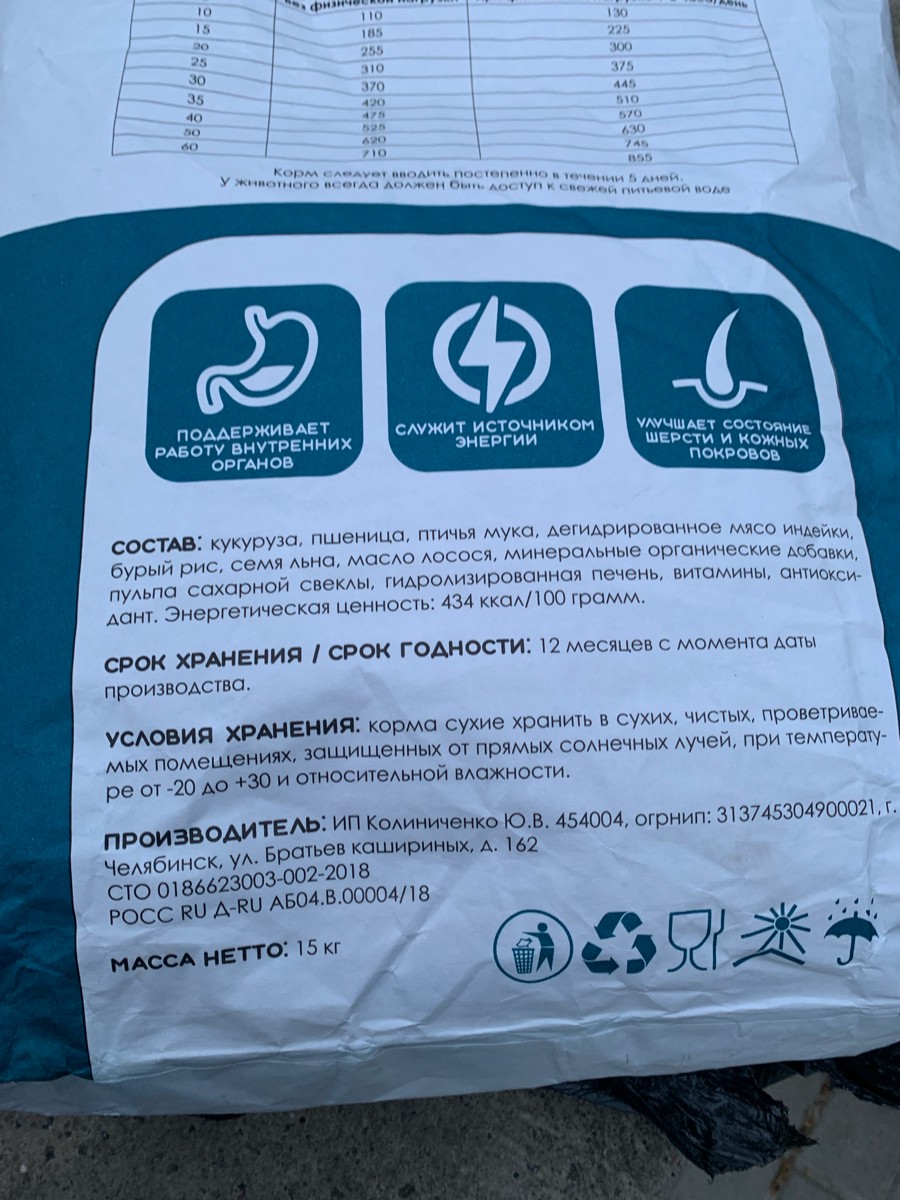 без физической нагрузки
10 110 130
15 185 225
20 255 300
25 310 375
30 370 445
35 420 510
40 475 570
50 525 630
60 620 745
710 855
Корм следует вводить постепенно в течении 5 дней.
У животного всегда должен быть доступ к свежей питьевой воде
ПОДДЕРЖИВАЕТ
РАБОТУ ВНУТРЕННИХ
ОРГАНОВ
СЛУЖИТ ИСТОЧНИКОМ
ЭНЕРГИИ
УЛУЧШАЕТ СОСТОЯНИЕ
ШЕРСТИ И КОЖНЫХ
ПОКРОВОВ
СОСТАВ: кукуруза, пшеница, птичья мука, дегидрированное мясо индейки,
бурый рис, семя льна, масло лосося, минеральные органические добавки,
пульпа сахарной свеклы, гидролизированная печень, витамины, антиокси-
дант. Энергетическая ценность: 434 ккал/100 грамм.
СРОК ХРАНЕНИЯ / СРОК ГОДНОСТИ: 12 месяцев с момента даты
производства.
УСЛОВИЯ ХРАНЕНИЯ: корма сухие хранить в сухих, чистых, проветривае-
мых помещениях, защищенных от прямых солнечных лучей, при температу-
ре от -20 до +30 и относительной влажности.
ПРОИЗВОДИТЕЛЬ: ИП Колиниченко Ю.В. 454004, огрнип: 313745304900021, г.
Челябинск, ул. Братьев кашириных, д. 162
СТО 0186623003-002-2018
РОСС RU Д-RU АБ04.В.00004/18
МАССА НЕТТО: 15 кг